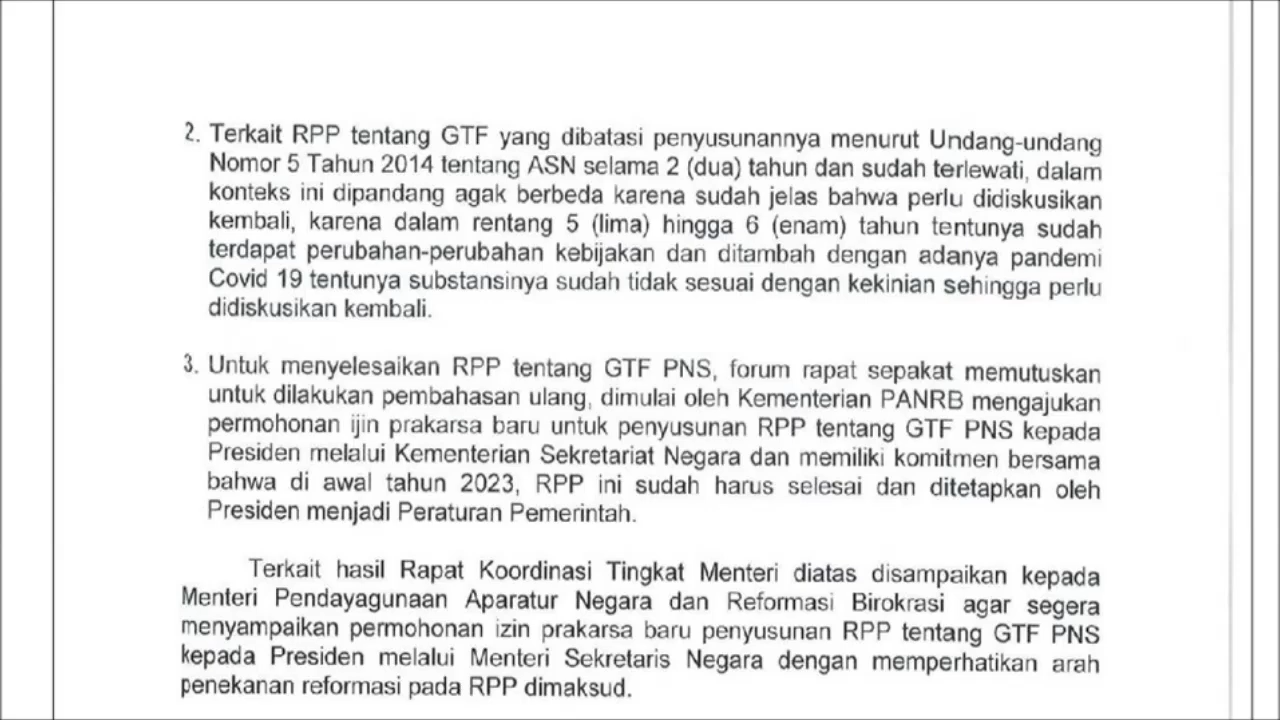 2. Terkait RPP tentang GTF yang dibatasi penyusunannya menurut Undang-undang
Nomor 5 Tahun 2014 tentang ASN selama 2 (dua) tahun dan sudah terlewati, dalam
konteks ini dipandang agak berbeda karena sudah jelas bahwa perlu didiskusikan
kembali, karena dalam rentang 5 (lima) hingga 6 (enam) tahun tentunya sudah
terdapat perubahan-perubahan kebijakan dan ditambah dengan adanya pandemi
Covid 19 tentunya substansinya sudah tidak sesuai dengan kekinian sehingga perlu
didiskusikan kembali.
3. Untuk menyelesaikan RPP tentang GTF PNS, forum rapat sepakat memutuskan
untuk dilakukan pembahasan ulang, dimulai oleh Kementerian PANRB mengajukan
permohonan ijin prakarsa baru untuk penyusunan RPP tentang GTF PNS kepada
Presiden melalui Kementerian Sekretariat Negara dan memiliki komitmen bersama
bahwa di awal tahun 2023, RPP ini sudah harus selesai dan ditetapkan oleh
Presiden menjadi Peraturan Pemerintah.
Terkait hasil Rapat Koordinasi Tingkat Menteri diatas disampaikan kepada
Menteri Pendayagunaan Aparatur Negara dan Reformasi Birokrasi agar segera
menyampaikan permohonan izin prakarsa baru penyusunan RPP tentang GTF PNS
kepada Presiden melalui Menteri Sekretaris Negara dengan memperhatikan arah
penekanan reformasi pada RPP dimaksud.